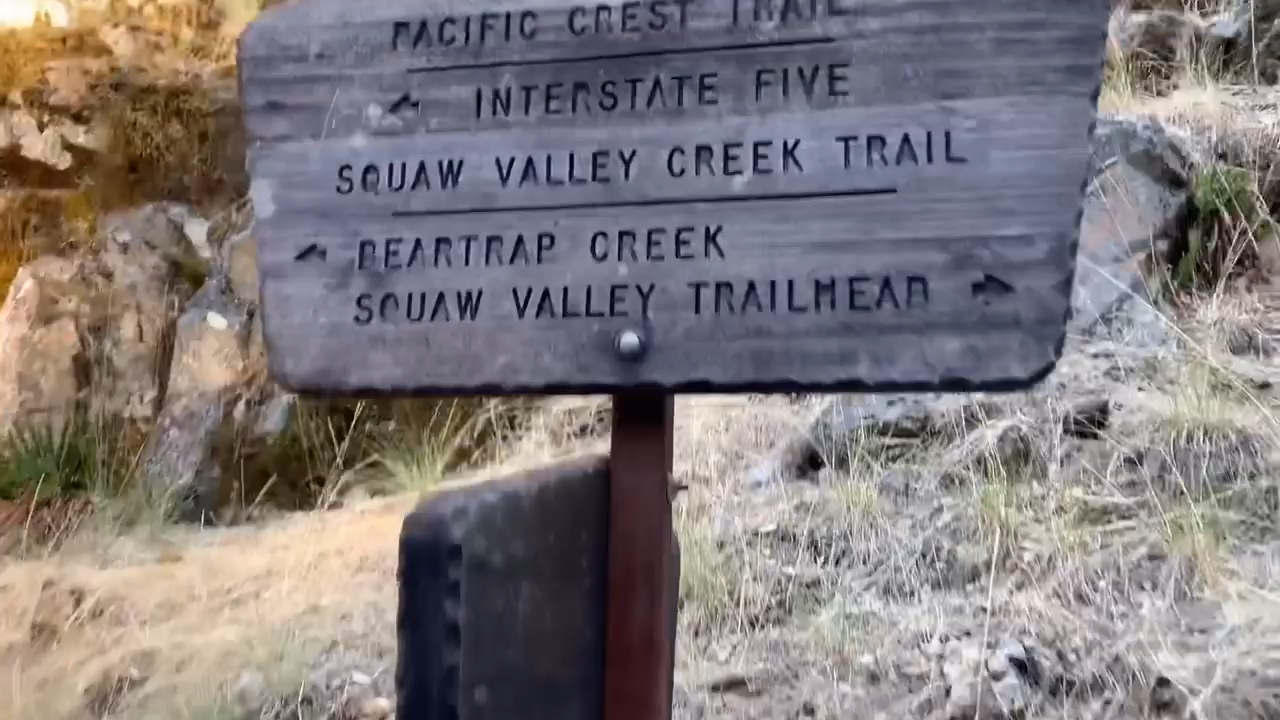 PACIFIC CREST TRAIL
INTERSTATE FIVE
SQUAW VALLEY CREEK TRAIL
BEARTRAP CREEK
SQUAW VALLEY TRAILHEAD